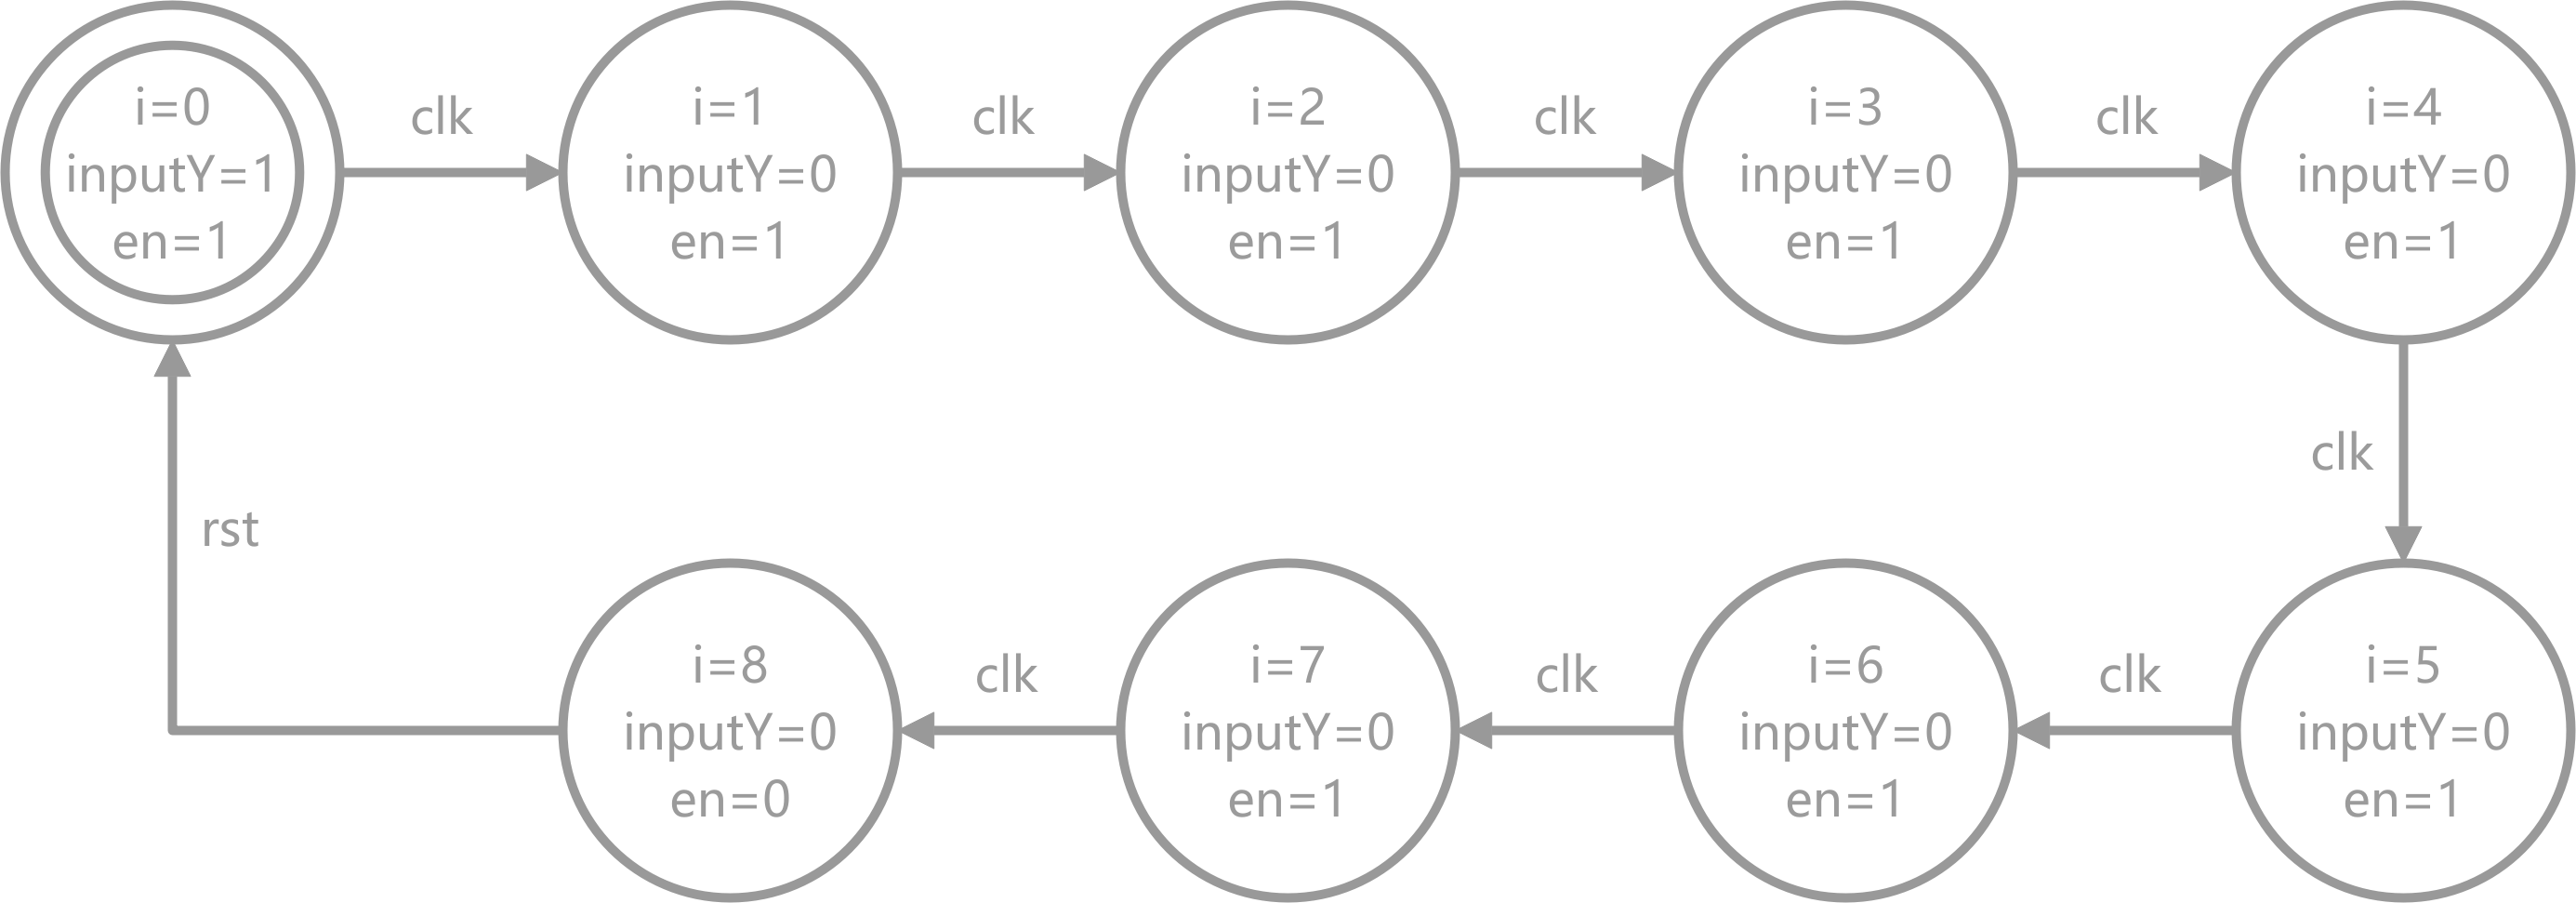 i=0
inputY=1
en=1
clk
i=1
inputY=0
en=1
clk
i=2
inputY=0
en=1
clk
i=3
inputY=0
en=1
clk
i=4
inputY=0
en=1
clk
i=5
inputY=0
en=1
clk
i=6
inputY=0
en=1
clk
i=7
inputY=0
en=1
clk
i=8
inputY=0
en=0
rst